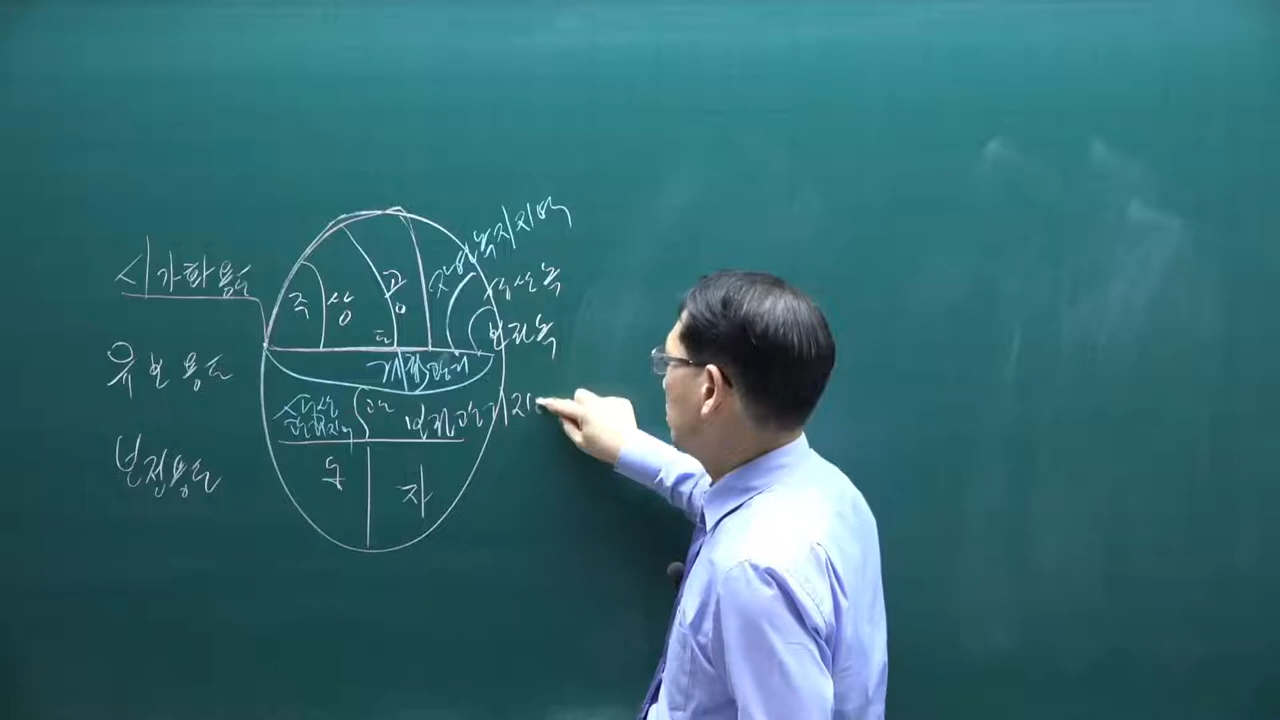 시가화용도
유보용도
보전용도
주
상
공
자연녹지지역
생산녹
보전녹
계획관리
생산
관리지역
보전관리지
농
자